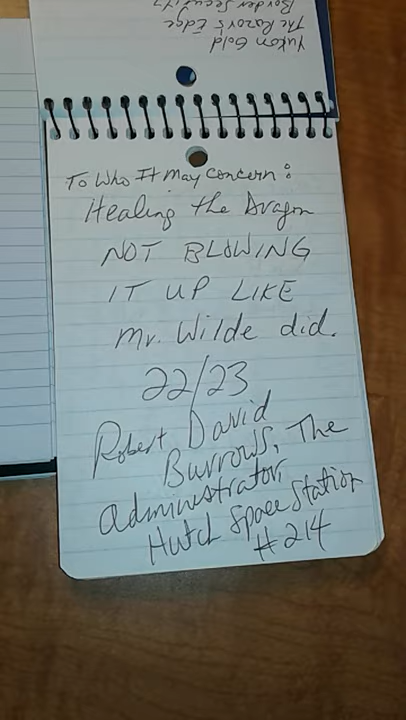 Yukon Gold
The Razor's Edge
Border Security
To Who It May Concern:
Healing the Dragon
NOT BLOWING
IT UP LIKE
Mr. Wilde did.
22/23
Robert David
Burrows, The
administrator,
Hutch Space Station
#214